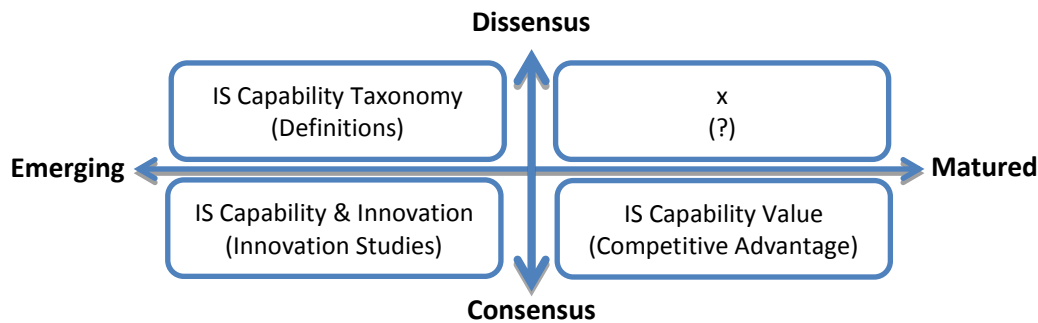 Dissensus
IS Capability Taxonomy
(Definitions)
x
(?)
Emerging
Matured
IS Capability & Innovation
(Innovation Studies)
IS Capability Value
(Competitive Advantage)
Consensus